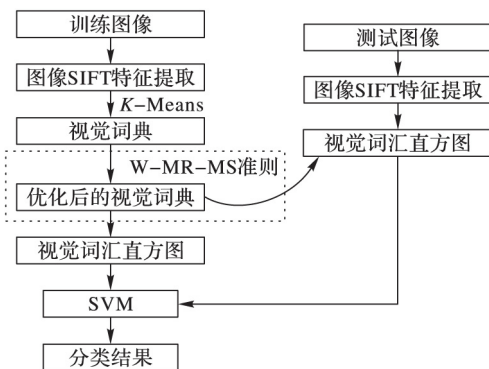 训练图像
图像SIFT特征提取
K-Means
视觉词典
W-MR-MS准则
优化后的视觉词典
视觉词汇直方图
SVM
分类结果
测试图像
图像SIFT特征提取
视觉词汇直方图